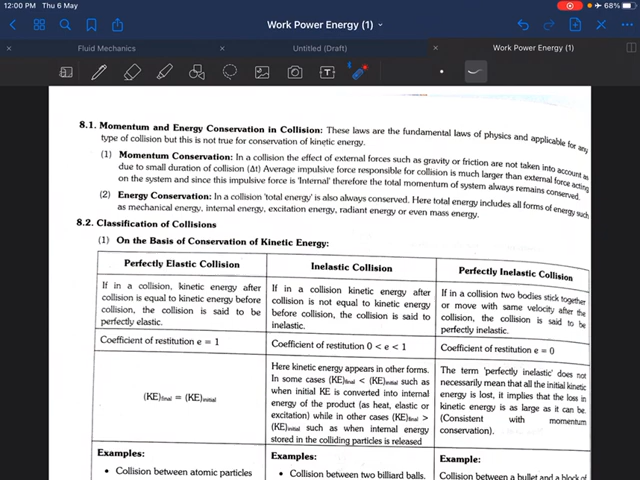 12:00 PM Thu 6 May
68%
Work Power Energy (1)
Fluid Mechanics
Untitled (Draft)
Work Power Energy (1)
8.1. Momentum and Energy Conservation in Collision: These laws are the fundamental laws of physics and applicable for any
type of collision but this is not true for conservation of kinetic energy.
(1) Momentum Conservation: In a collision the effect of external forces such as gravity or friction are not taken into account as
due to small duration of collision (Δt) Average impulsive force responsible for collision is much larger than external force acting
on the system and since this impulsive force is 'Internal' therefore the total momentum of system always remains conserved.
(2) Energy Conservation: In a collision 'total energy' is also always conserved. Here total energy includes all forms of energy such
as mechanical energy, internal energy, excitation energy, radiant energy or even mass energy.
8.2. Classification of Collisions
(1) On the Basis of Conservation of Kinetic Energy:
Perfectly Elastic Collision
Inelastic Collision
Perfectly Inelastic Collision
If in a collision, kinetic energy after
collision is equal to kinetic energy before
collision, the collision is said to be
perfectly elastic.
If in a collision kinetic energy after
collision is not equal to kinetic energy
before collision, the collision is said to
inelastic.
If in a collision two bodies stick together
or move with same velocity after the
collision, the collision is said to be
perfectly inelastic.
Coefficient of restitution e = 1
Coefficient of restitution 0 < e < 1
Coefficient of restitution e = 0
(KE)final = (KE)initial
Here kinetic energy appears in other forms.
In some cases (KE)final < (KE)initial such as
when initial KE is converted into internal
energy of the product (as heat, elastic or
excitation) while in other cases (KE)final >
(KE)initial such as when internal energy
stored in the colliding particles is released
The term 'perfectly inelastic' does not
necessarily mean that all the initial kinetic
energy is lost, it implies that the loss in
kinetic energy is as large as it can be.
(Consistent with momentum
conservation).
Examples:
• Collision between atomic particles
Examples:
• Collision between two billiard balls.
Example:
Collision between a bullet and a block of